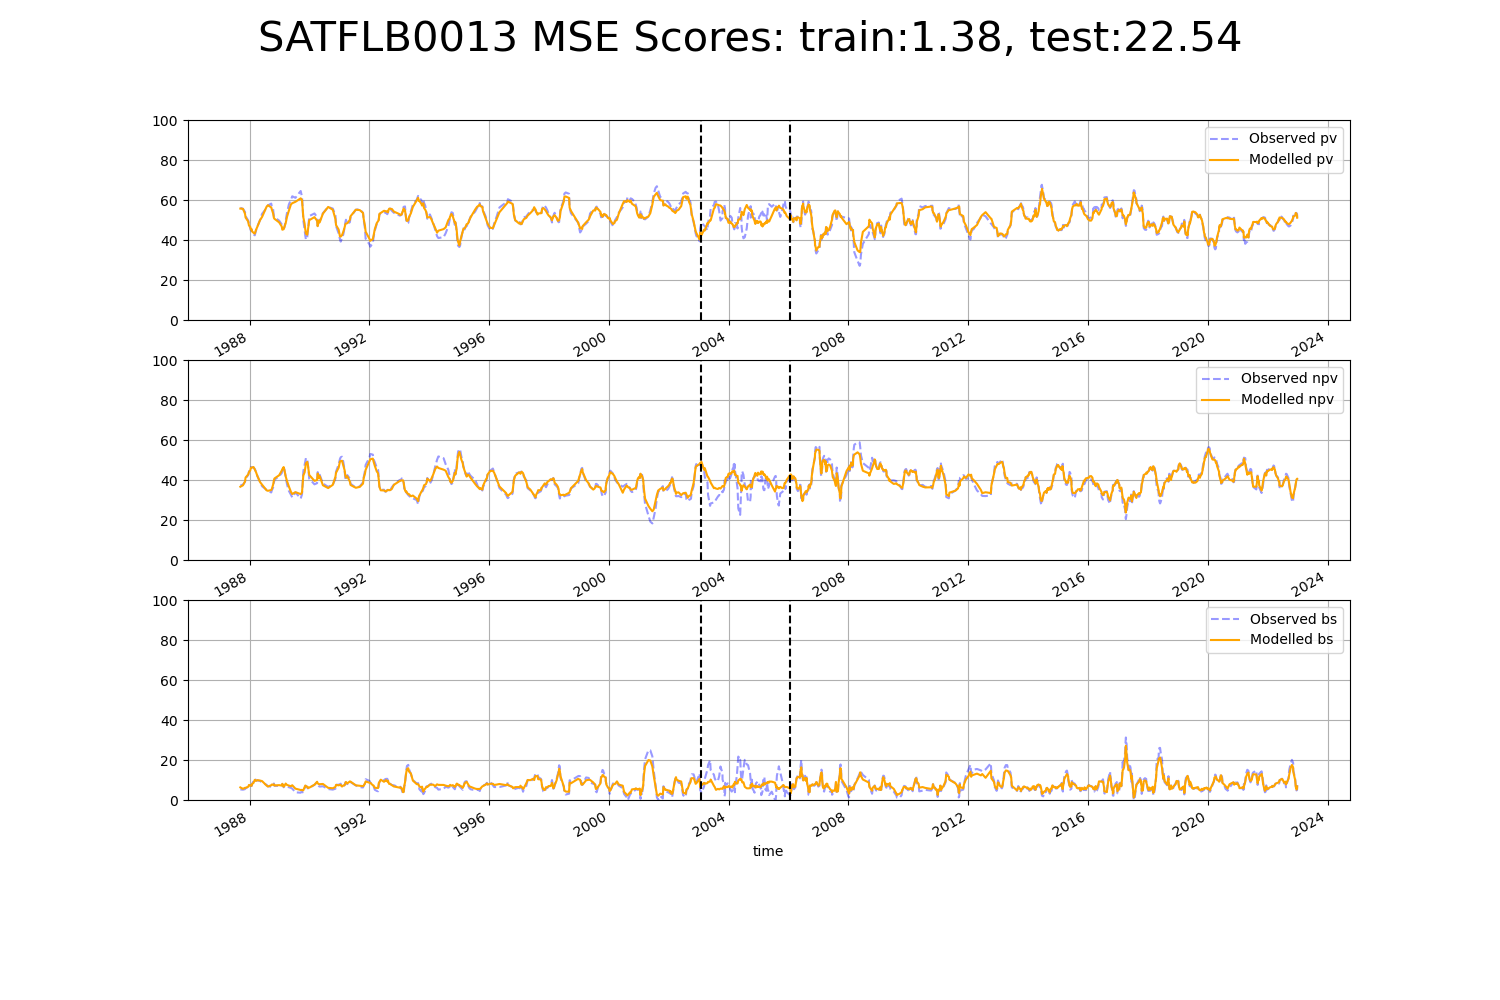 SATFLB0013 MSE Scores: train:1.38, test:22.54
100
80
60
40
20
0
Observed pv
Modelled pv
1988 1992 1996 2000 2004 2008 2012 2016 2020 2024
100
80
60
40
20
0
Observed npv
Modelled npv
1988 1992 1996 2000 2004 2008 2012 2016 2020 2024
100
80
60
40
20
0
Observed bs
Modelled bs
1988 1992 1996 2000 2004 2008 2012 2016 2020 2024
time